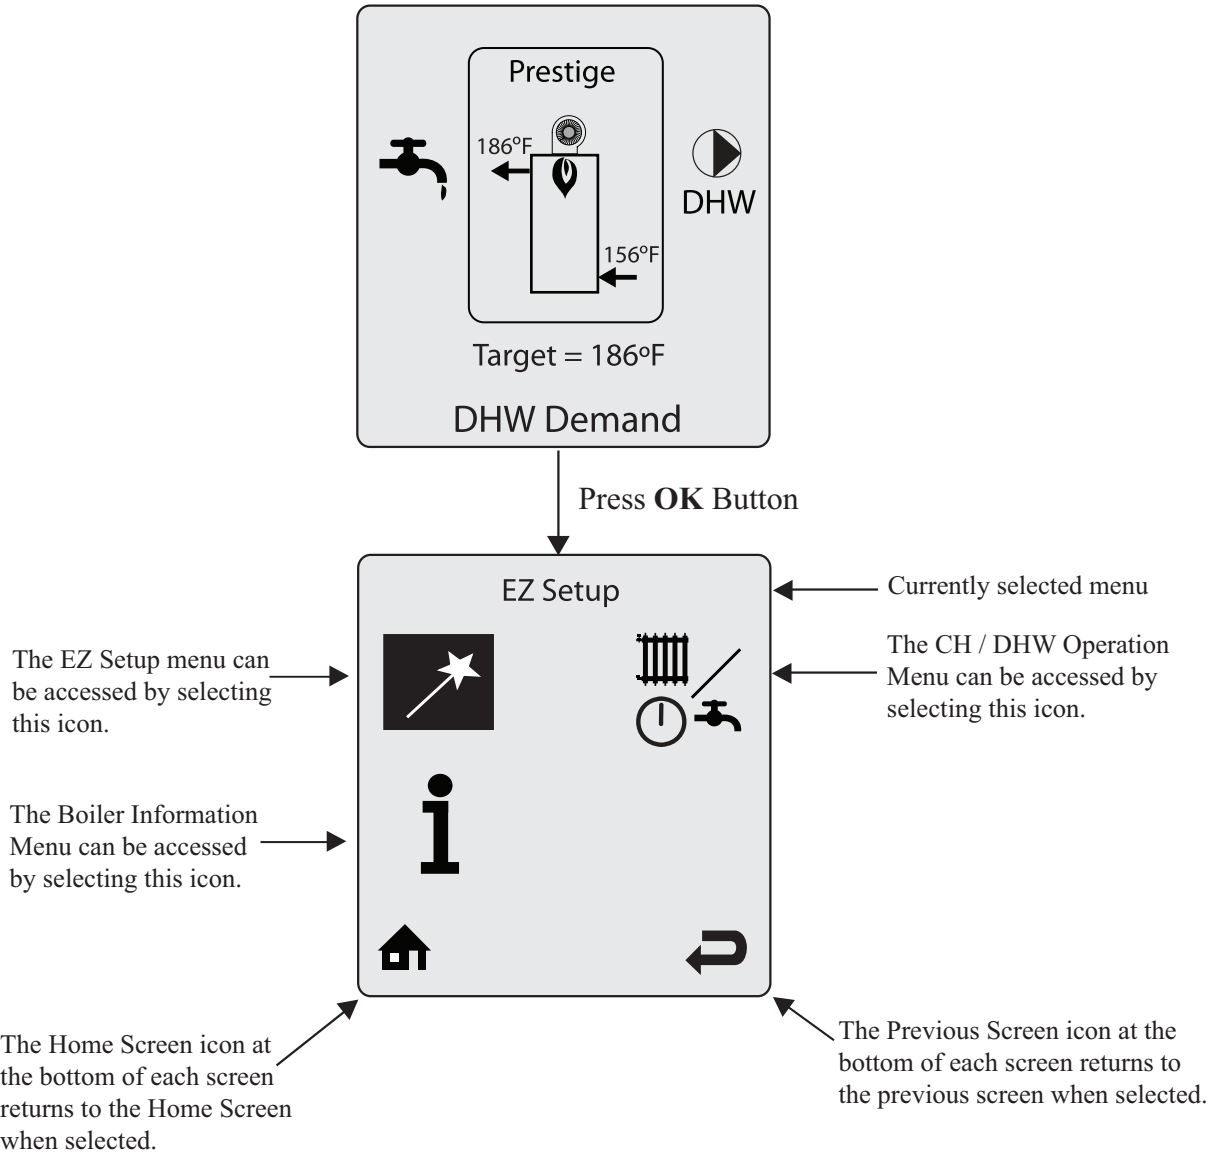 Prestige
186ºF
DHW
156ºF
Target = 186ºF
DHW Demand
Press OK Button
EZ Setup
Currently selected menu
The EZ Setup menu can
be accessed by selecting
this icon.
The CH / DHW Operation
Menu can be accessed by
selecting this icon.
The Boiler Information
Menu can be accessed
by selecting this icon.
The Home Screen icon at
the bottom of each screen
returns to the Home Screen
when selected.
The Previous Screen icon at the
bottom of each screen returns to
the previous screen when selected.